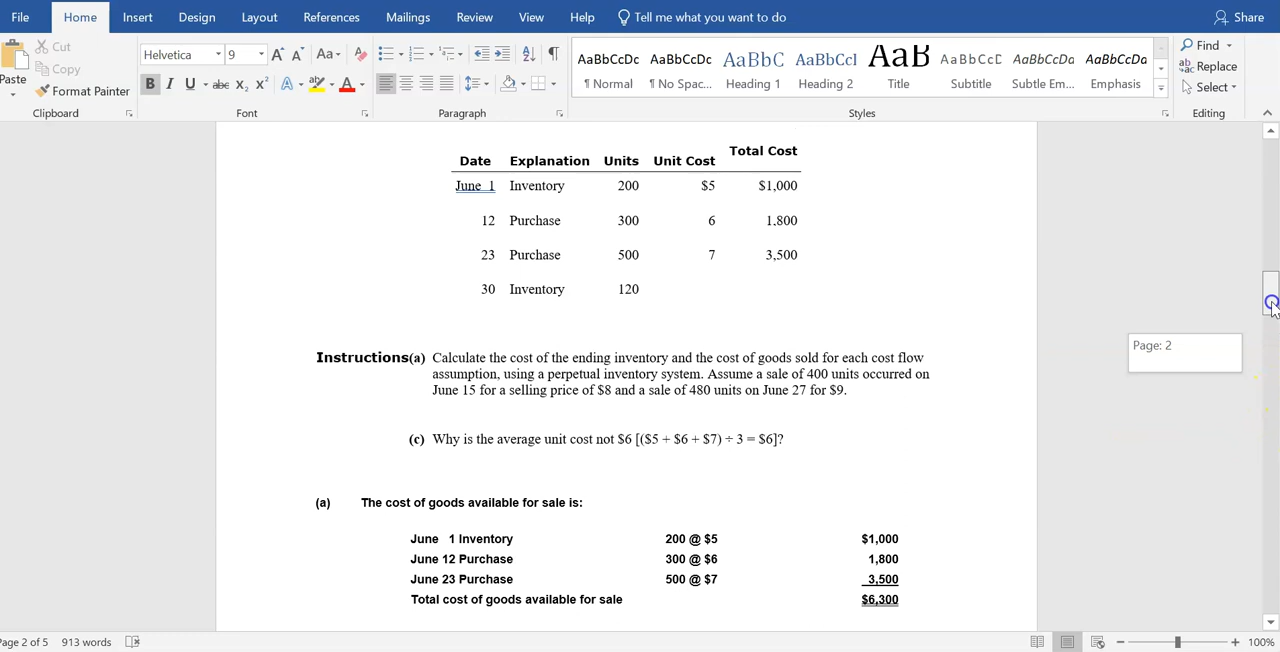 File Home Insert Design Layout References Mailings Review View Help Tell me what you want to do Share
Paste
Cut
Copy
Format Painter
Clipboard
Helvetica 9
Aa
B I U abc X₂ X² A A
Font
Paragraph
AaBbCcDc AaBbCcDc AaBbC AaBbCcI AaB AaBbCcD AaBbCcDa AaBbCcDa
¶ Normal ¶ No Spac... Heading 1 Heading 2 Title Subtitle Subtle Em... Emphasis
Styles
Find
Replace
Select
Editing
Date Explanation Units Unit Cost Total Cost
June 1 Inventory 200 $5 $1,000
12 Purchase 300 6 1,800
23 Purchase 500 7 3,500
30 Inventory 120
Page: 2
Instructions(a) Calculate the cost of the ending inventory and the cost of goods sold for each cost flow
assumption, using a perpetual inventory system. Assume a sale of 400 units occurred on
June 15 for a selling price of $8 and a sale of 480 units on June 27 for $9.
(c) Why is the average unit cost not $6 [($5 + $6 + $7) ÷ 3 = $6]?
(a) The cost of goods available for sale is:
June 1 Inventory 200 @ $5 $1,000
June 12 Purchase 300 @ $6 1,800
June 23 Purchase 500 @ $7 3,500
Total cost of goods available for sale $6,300
Page 2 of 5 913 words 100%